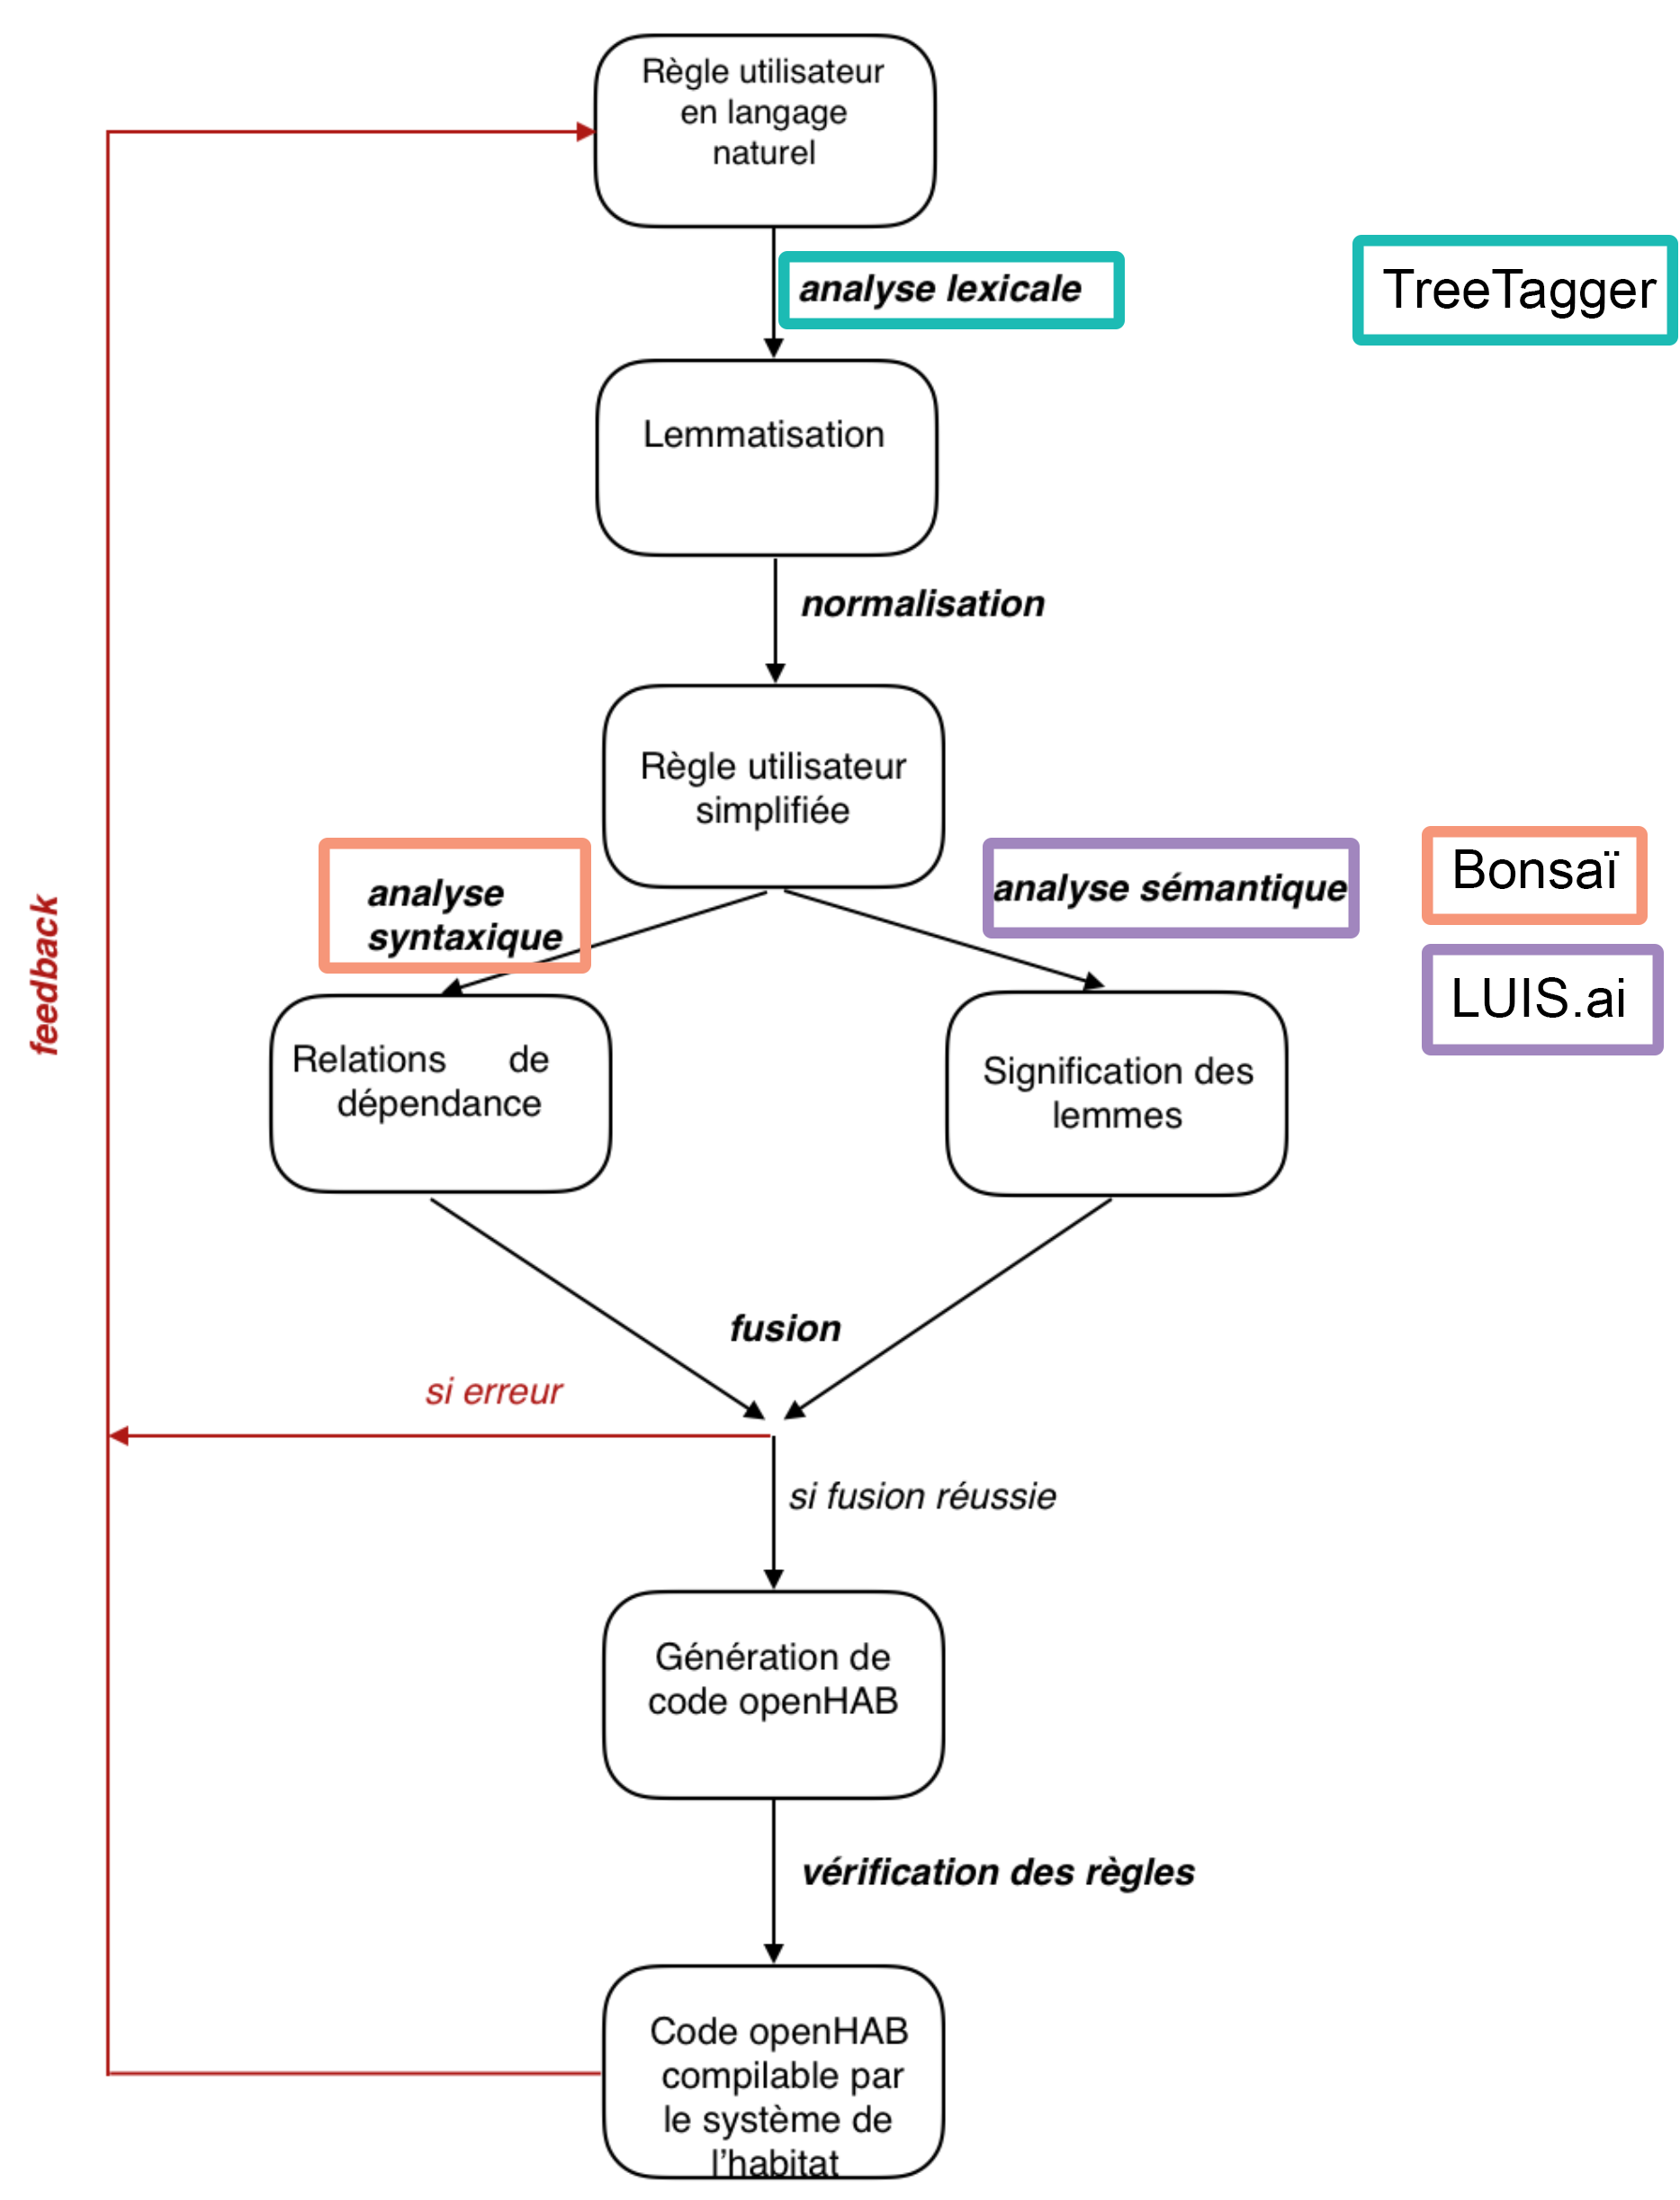 Règle utilisateur
en langage
naturel
analyse lexicale
TreeTagger
Lemmatisation
normalisation
Règle utilisateur
simplifiée
analyse
syntaxique
analyse sémantique
Bonsaï
LUIS.ai
feedback
Relations de
dépendance
Signification des
lemmes
fusion
si erreur
si fusion réussie
Génération de
code openHAB
vérification des règles
Code openHAB
compilable par
le système de
l'habitat